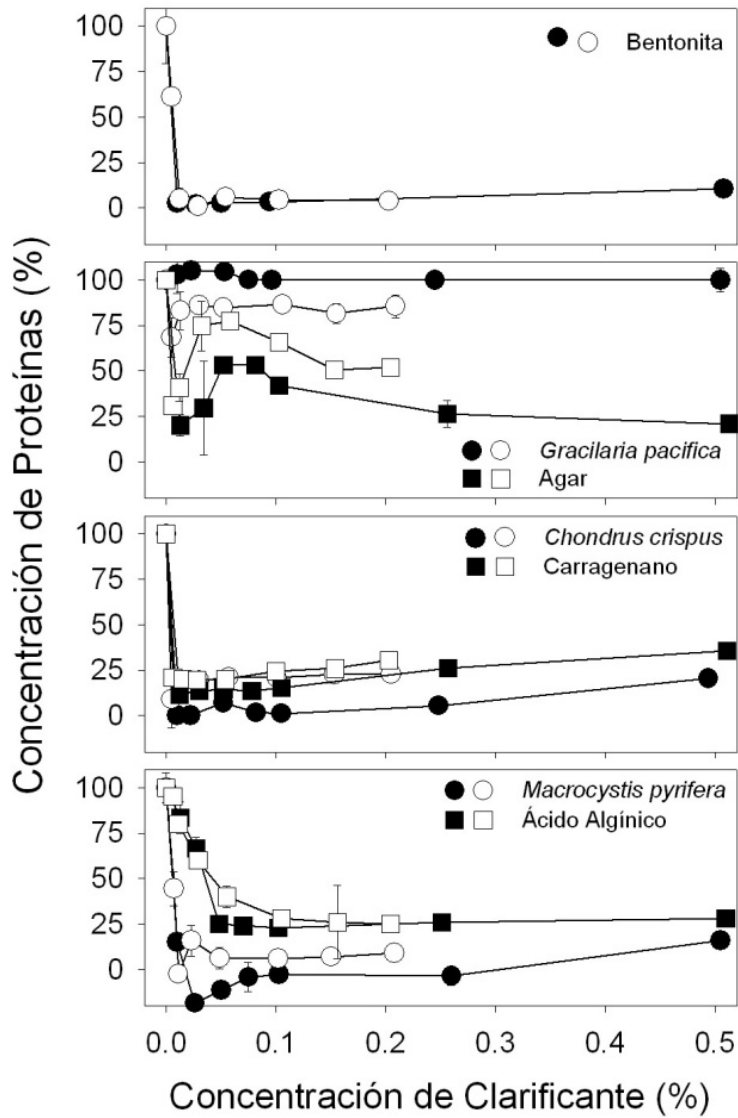 Concentración de Proteínas (%)
100
75
50
25
0
Bentonita
100
75
50
25
0
Gracilaria pacifica
Agar
100
75
50
25
0
Chondrus crispus
Carragenano
100
75
50
25
0
Macrocystis pyrifera
Ácido Algínico
0.0 0.1 0.2 0.3 0.4 0.5
Concentración de Clarificante (%)